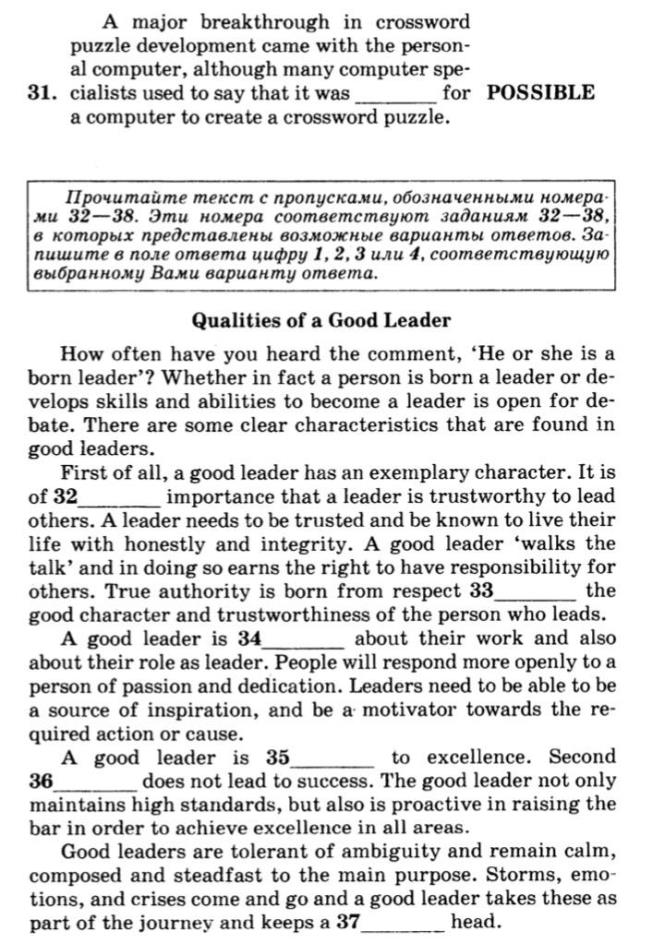 A major breakthrough in crossword
puzzle development came with the person-
al computer, although many computer spe-
31. cialists used to say that it was ________ for POSSIBLE
a computer to create a crossword puzzle.
Прочитайте текст с пропусками, обозначенными номера-
ми 32—38. Эти номера соответствуют заданиям 32—38,
в которых представлены возможные варианты ответов. За-
пишите в поле ответа цифру 1, 2, 3 или 4, соответствующую
выбранному Вами варианту ответа.
Qualities of a Good Leader
How often have you heard the comment, ‘He or she is a
born leader’? Whether in fact a person is born a leader or de-
velops skills and abilities to become a leader is open for de-
bate. There are some clear characteristics that are found in
good leaders.
First of all, a good leader has an exemplary character. It is
of 32________ importance that a leader is trustworthy to lead
others. A leader needs to be trusted and be known to live their
life with honestly and integrity. A good leader ‘walks the
talk’ and in doing so earns the right to have responsibility for
others. True authority is born from respect 33________ the
good character and trustworthiness of the person who leads.
A good leader is 34________ about their work and also
about their role as leader. People will respond more openly to a
person of passion and dedication. Leaders need to be able to be
a source of inspiration, and be a motivator towards the re-
quired action or cause.
A good leader is 35________ to excellence. Second
36________ does not lead to success. The good leader not only
maintains high standards, but also is proactive in raising the
bar in order to achieve excellence in all areas.
Good leaders are tolerant of ambiguity and remain calm,
composed and steadfast to the main purpose. Storms, emo-
tions, and crises come and go and a good leader takes these as
part of the journey and keeps a 37________ head.